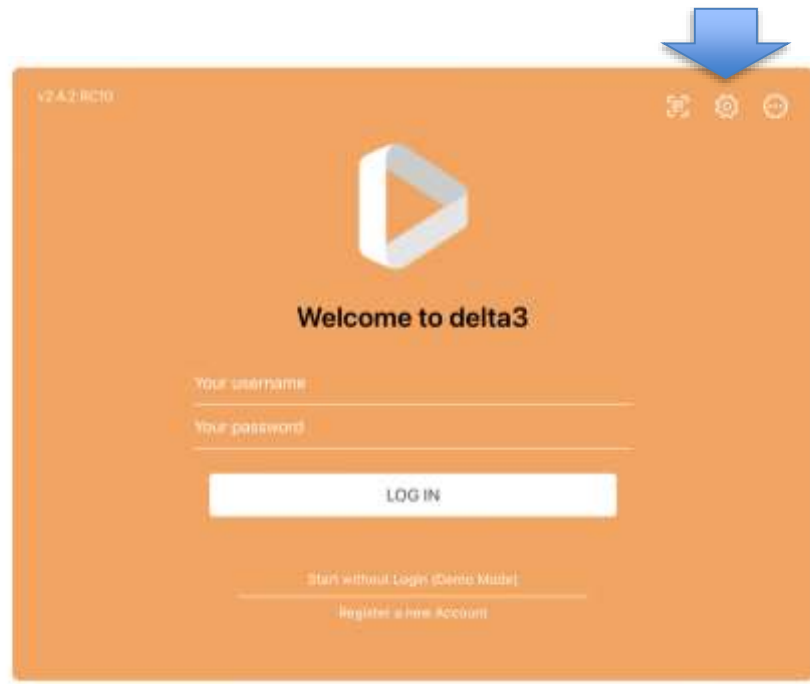 v2.4.2.RC10
Welcome to delta3
Your username
Your password
LOG IN
Start without Login (Demo Mode)
Register a new Account